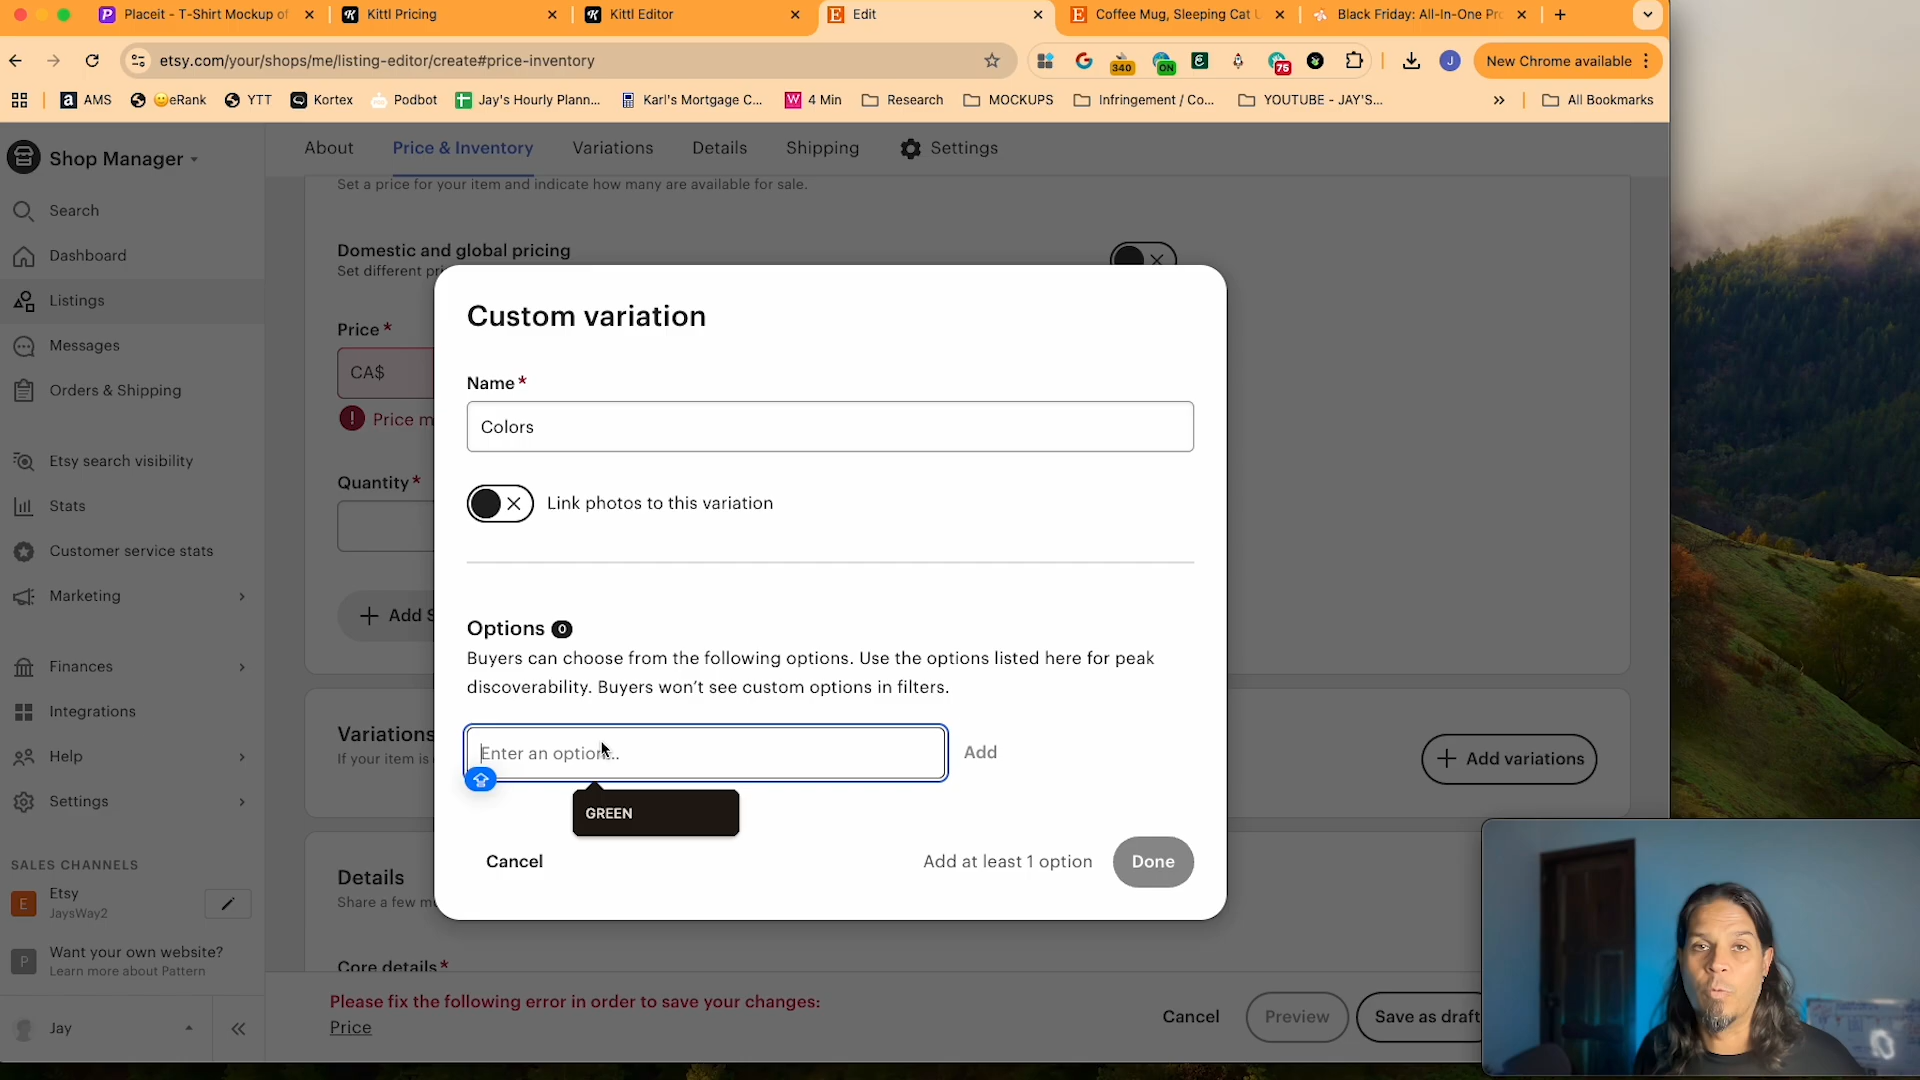 Placeit - T-Shirt Mockup of
Kittl Pricing
Kittl Editor
Edit
Coffee Mug, Sleeping Cat
Black Friday: All-In-One Pr
etsy.com/your/shops/me/listing-editor/create#price-inventory
340
ON
75
J
New Chrome available
AMS
eRank
YTT
Kortex
Podbot
Jay's Hourly Plann...
Karl's Mortgage C...
4 Min
Research
MOCKUPS
Infringement / Co...
YOUTUBE - JAY'S...
All Bookmarks
Shop Manager
About
Price & Inventory
Variations
Details
Shipping
Settings
Set a price for your item and indicate how many are available for sale.
Search
Dashboard
Listings
Messages
Orders & Shipping
Etsy search visibility
Stats
Customer service stats
Marketing
Finances
Integrations
Help
Settings
SALES CHANNELS
E
Etsy
JaysWay2
P
Want your own website?
Learn more about Pattern
Jay
Domestic and global pricing
Set different pri
Price *
CA$
Price m
Quantity *
Add S
Custom variation
Name *
Colors
Link photos to this variation
Options 0
Buyers can choose from the following options. Use the options listed here for peak
discoverability. Buyers won't see custom options in filters.
Enter an option...
Add
GREEN
Cancel
Add at least 1 option
Done
Variations
If your item is
Add variations
Details
Share a few m
Core details *
Please fix the following error in order to save your changes:
Price
Cancel
Preview
Save as draft